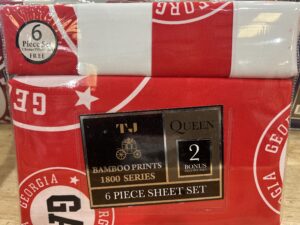 GEORGIA
6
Piece Set
FREE
GE
TJ
BAMBOO PRINTS
1800 SERIES
QUEEN
2
BONUS
6 PIECE SHEET SET
GEORGIA
GA
GEORGIA